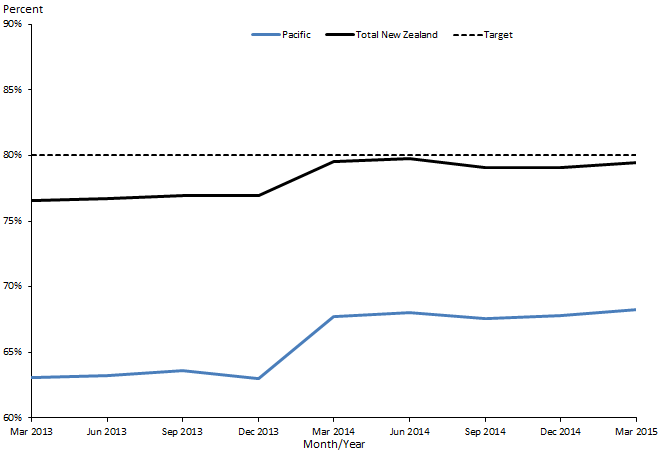 Percent
90%
Pacific Total New Zealand Target
85%
80%
75%
70%
65%
60%
Mar 2013 Jun 2013 Sep 2013 Dec 2013 Mar 2014 Jun 2014 Sep 2014 Dec 2014 Mar 2015
Month/Year